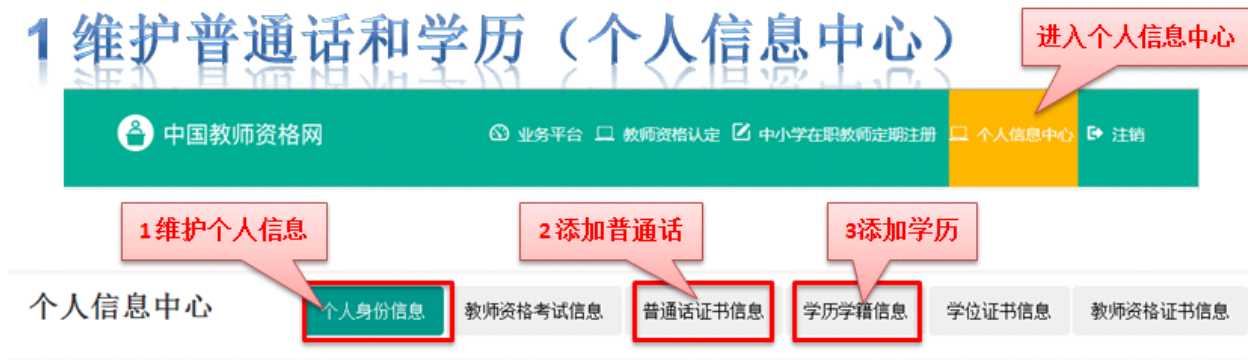 1 维护普通话和学历（个人信息中心）
进入个人信息中心
中国教师资格网 业务平台 教师资格认定 中小学在职教师定期注册 个人信息中心 注销
1维护个人信息 2添加普通话 3添加学历
个人信息中心 个人身份信息 教师资格考试信息 普通话证书信息 学历学籍信息 学位证书信息 教师资格证书信息